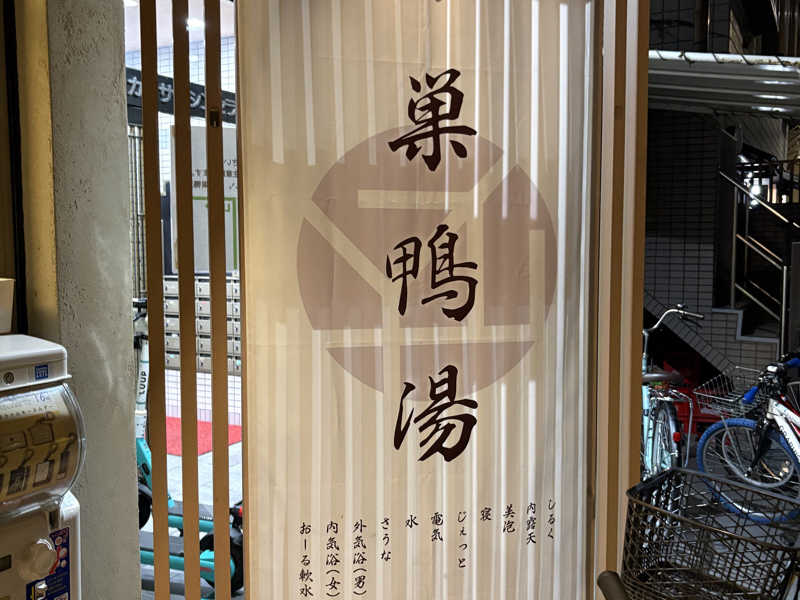 巣鴨湯
しるく
内露天
美泡
寝
じぇっと
電気
水
さうな
外気浴(男)
内気浴(女)
おーる軟水